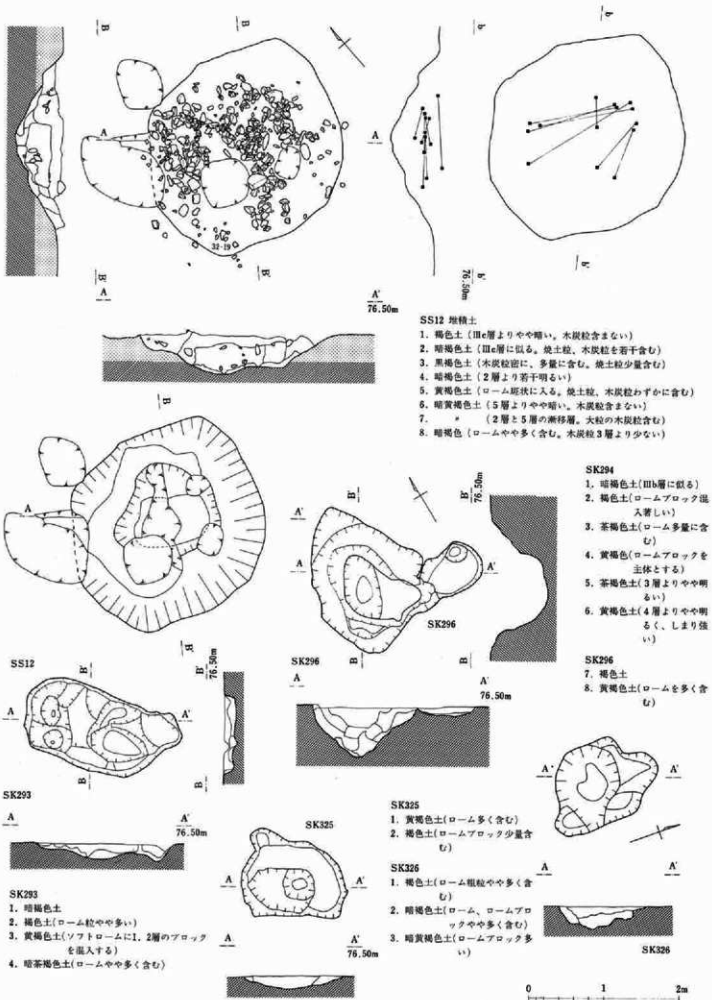 B
B
b
b
A
A
32-19
B'
B'
b'
b'
76.50m
A
A'
76.50m
SS12 堆積土
1. 褐色土(Ⅲc層よりやや暗い。木炭粒含まない)
2. 暗褐色土(Ⅲc層に似る。焼土粒、木炭粒を若干含む)
3. 黒褐色土(木炭粒密に、多量に含む。焼土粒少量含む)
4. 暗褐色土(2層より若干明るい)
5. 黄褐色土(ローム斑状に入る。焼土粒、木炭粒わずかに含む)
6. 暗黄褐色土(5層よりやや暗い。木炭粒含まない)
7. 〃 (2層と5層の漸移層。大粒の木炭粒含む)
8. 暗褐色(ロームやや多く含む。木炭粒3層より少ない)
B
A
B'
SS12
B'
76.50m
A'
A
A'
B
SK296
SK296
A
A'
76.50m
SK294
1. 暗褐色土(Ⅲb層に似る)
2. 褐色土(ロームブロック混
入著しい)
3. 茶褐色土(ローム多量に含
む)
4. 黄褐色(ロームブロックを
主体とする)
5. 茶褐色土(3層よりやや明
るい)
6. 黄褐色土(4層よりやや明
るく、しまり強
い)
SK296
7. 褐色土
8. 黄褐色土(ロームを多く含
む)
B'
B'
76.50m
A
A'
B
B
SK293
A
A'
76.50m
SK293
1. 暗褐色土
2. 褐色土(ローム粒やや多い)
3. 黄褐色土(ソフトロームに1、2層のブロック
を混入する)
4. 暗茶褐色土(ロームやや多く含む)
SK325
A
A'
A
A'
76.50m
SK325
1. 黄褐色土(ローム多く含む)
2. 褐色土(ロームブロック少量含
む)
SK326
1. 褐色土(ローム粗粒やや多く含
む)
2. 暗褐色土(ローム、ロームブロ
ックやや多く含む)
3. 暗黄褐色土(ロームブロック多
い)
A'
A'
A
A'
SK326
0 1 2m